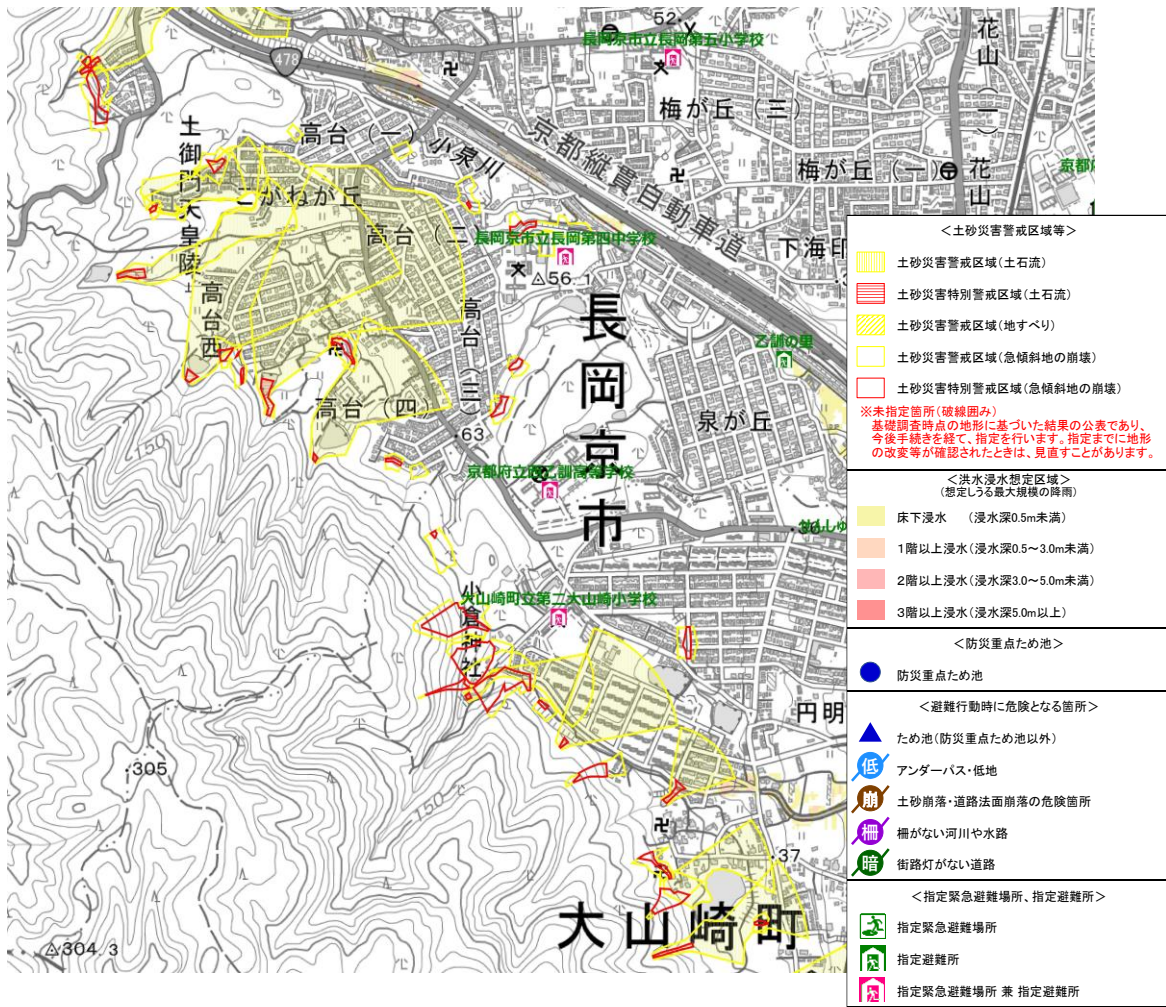 52.
長岡京市立長岡第五小学校
478
花山(二)
梅が丘(三)
土御門天皇陵
高台(一)
小泉川
京都縦貫自動車道
梅が丘(一)
花山
京都府
こがねが丘
高台(二)
長岡京市立長岡第四中学校
56.1
下海印
高台西
高台(三)
長岡京市
乙訓の里
高台(四)
泉が丘
・63
・36
小倉神社
大山崎町立第二大山崎小学校
円明
・305
150
・37
大山崎町
304.3
<土砂災害警戒区域等>
土砂災害警戒区域(土石流)
土砂災害特別警戒区域(土石流)
土砂災害警戒区域(地すべり)
土砂災害警戒区域(急傾斜地の崩壊)
土砂災害特別警戒区域(急傾斜地の崩壊)
※未指定箇所(破線囲み)
基礎調査時点の地形に基づいた結果の公表であり、
今後手続きを経て、指定を行います。指定までに地形
の改変等が確認されたときは、見直すことがあります。
<洪水浸水想定区域>
(想定しうる最大規模の降雨)
床下浸水 (浸水深0.5m未満)
1階以上浸水(浸水深0.5～3.0m未満)
2階以上浸水(浸水深3.0～5.0m未満)
3階以上浸水(浸水深5.0m以上)
<防災重点ため池>
防災重点ため池
<避難行動時に危険となる箇所>
ため池(防災重点ため池以外)
低 アンダーパス・低地
崩 土砂崩落・道路法面崩落の危険箇所
柵 柵がない河川や水路
暗 街路灯がない道路
<指定緊急避難場所、指定避難所>
指定緊急避難場所
指定避難所
指定緊急避難場所 兼 指定避難所